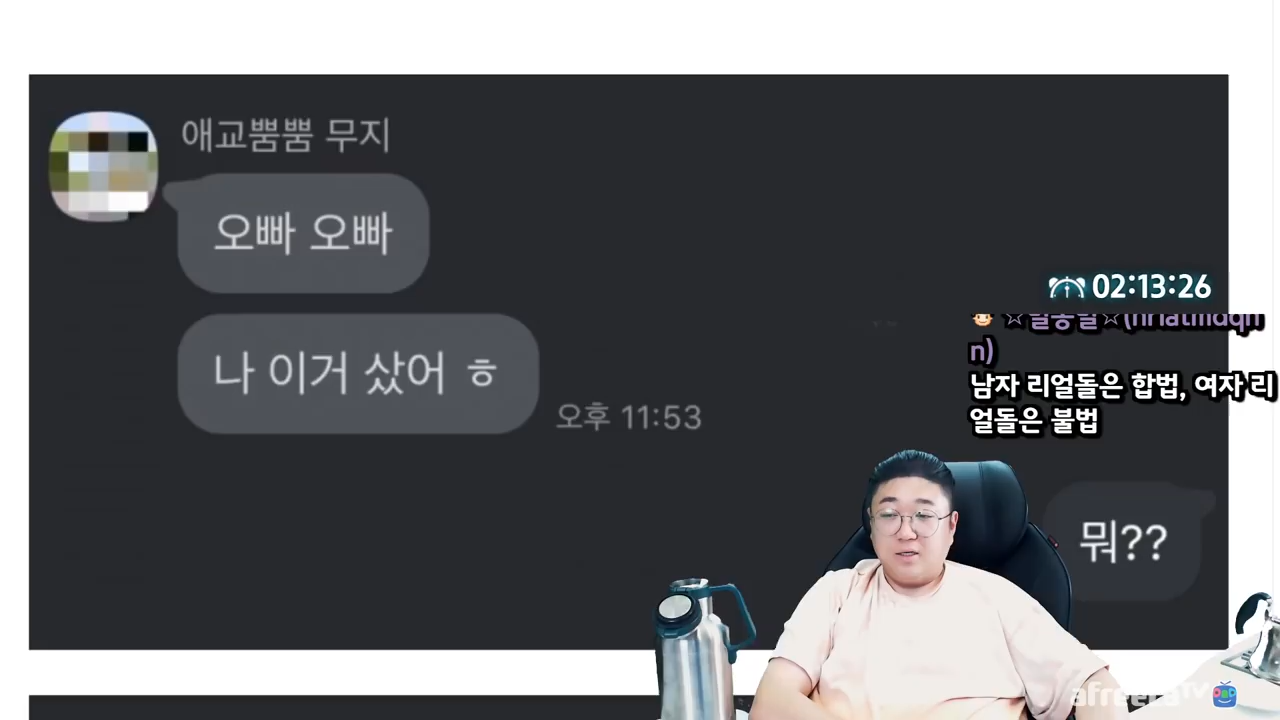 애교뿜뿜 무지
오빠 오빠
나 이거 샀어 ㅎ
오후 11:53
02:13:26
n)
남자 리얼돌은 합법, 여자 리
얼돌은 불법
뭐??
afreecaTV